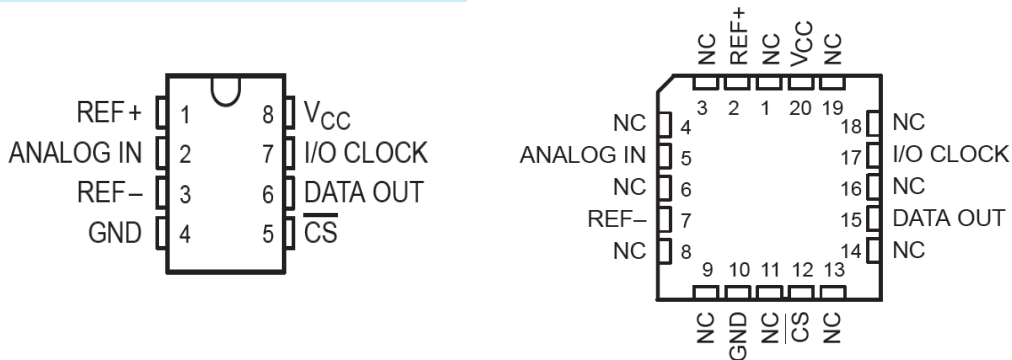 REF+ 1 8 VCC
ANALOG IN 2 7 I/O CLOCK
REF– 3 6 DATA OUT
GND 4 5 C̅S̅
NC REF+ NC VCC NC
3 2 1 20 19
NC 4 18 NC
ANALOG IN 5 17 I/O CLOCK
NC 6 16 NC
REF– 7 15 DATA OUT
NC 8 14 NC
9 10 11 12 13
NC GND NC C̅S̅ NC